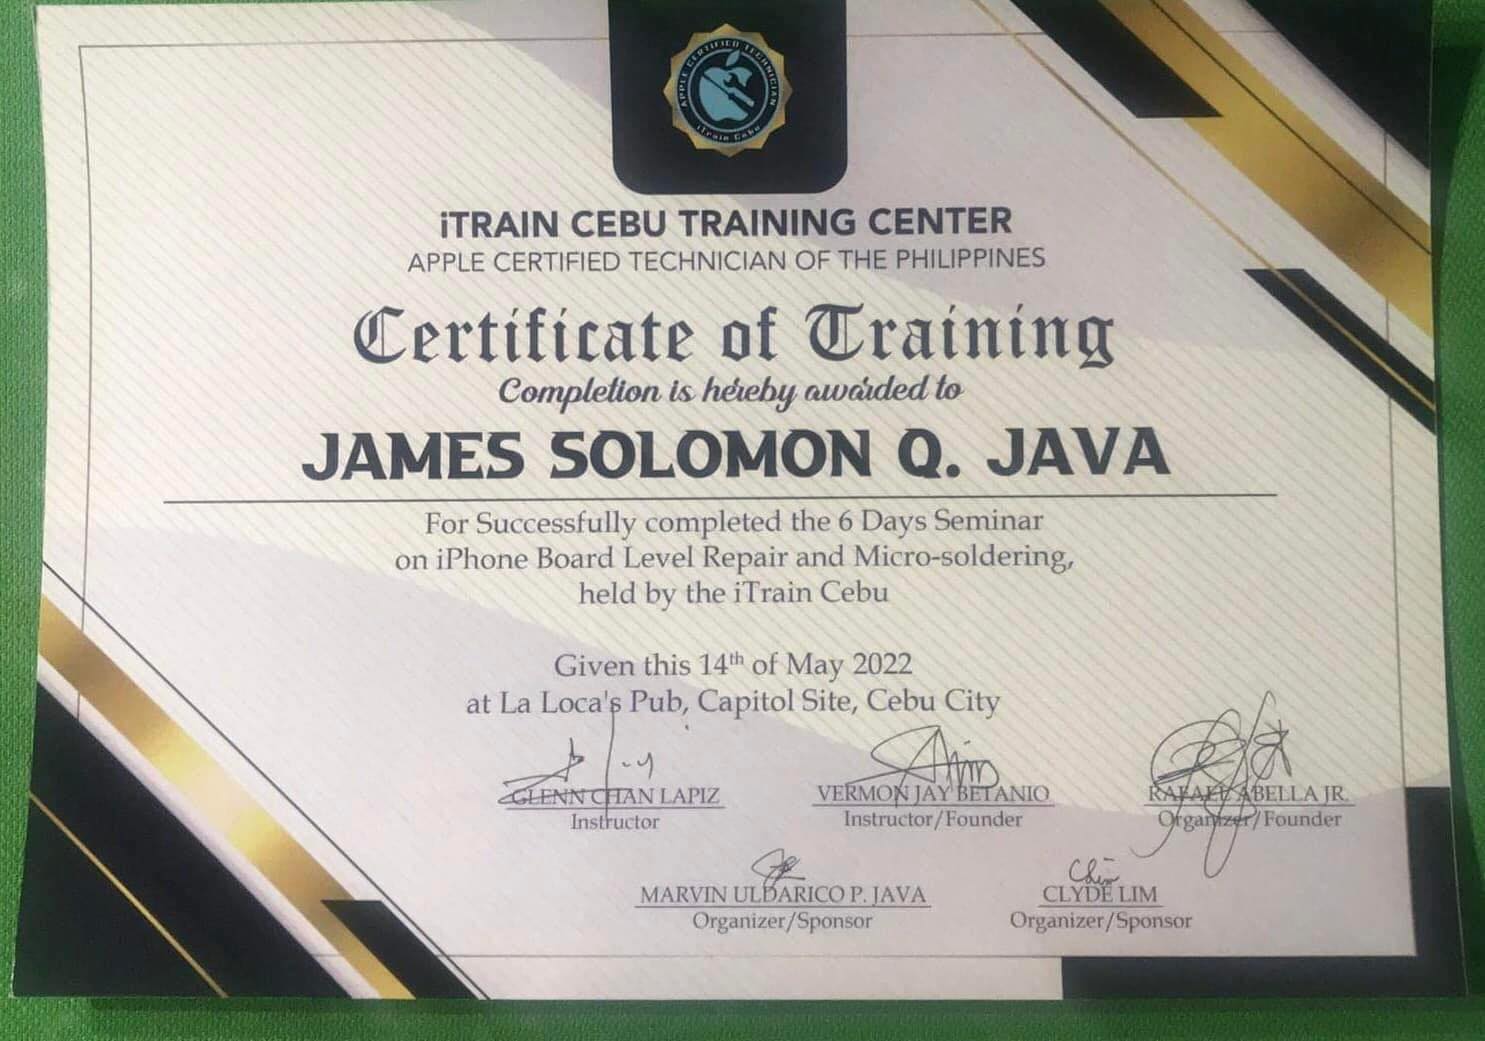 APPLE CERTIFIED TECHNICIAN
iTrain Cebu
iTRAIN CEBU TRAINING CENTER
APPLE CERTIFIED TECHNICIAN OF THE PHILIPPINES
Certificate of Training
Completion is hereby awarded to
JAMES SOLOMON Q. JAVA
For Successfully completed the 6 Days Seminar
on iPhone Board Level Repair and Micro-soldering,
held by the iTrain Cebu
Given this 14th of May 2022
at La Loca's Pub, Capitol Site, Cebu City
GLENN CHAN LAPIZ
Instructor
VERMON JAY BETANIO
Instructor/Founder
RAFAEL ABELLA JR.
Organizer/Founder
MARVIN ULDARICO P. JAVA
Organizer/Sponsor
CLYDE LIM
Organizer/Sponsor